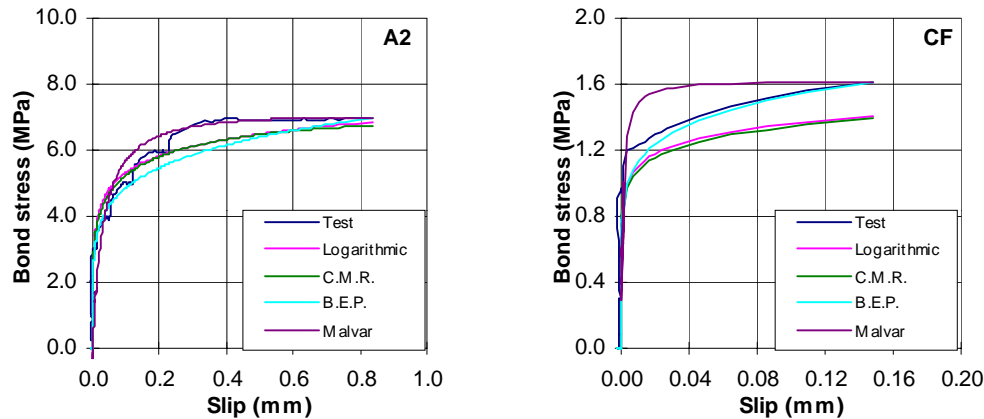 A2
Bond stress (MPa)
10.0
8.0
6.0
4.0
2.0
0.0
Test
Logarithmic
C.M.R.
B.E.P.
Malvar
0.0 0.2 0.4 0.6 0.8 1.0
Slip (mm)
CF
Bond stress (MPa)
2.0
1.6
1.2
0.8
0.4
0.0
Test
Logarithmic
C.M.R.
B.E.P.
Malvar
0.00 0.04 0.08 0.12 0.16 0.20
Slip (mm)